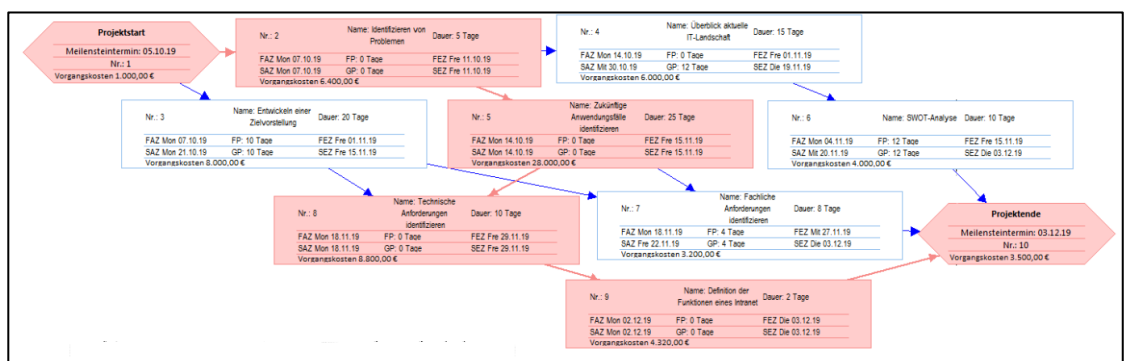 Projektstart
Meilensteintermin: 05.10.19
Nr.: 1
Vorgangskosten 1.000,00 €
Nr.: 2
Name: Identifizieren von
Problemen
Dauer: 5 Tage
FAZ Mon 07.10.19 FP: 0 Tage FEZ Fre 11.10.19
SAZ Mon 07.10.19 GP: 0 Tage SEZ Fre 11.10.19
Vorgangskosten 6.400,00 €
Nr.: 4
Name: Überblick aktuelle
IT-Landschaft
Dauer: 15 Tage
FAZ Mon 14.10.19 FP: 0 Tage FEZ Fre 01.11.19
SAZ Mit 30.10.19 GP: 12 Tage SEZ Die 19.11.19
Vorgangskosten 6.000,00 €
Nr.: 3
Name: Entwickeln einer
Zielvorstellung
Dauer: 20 Tage
FAZ Mon 07.10.19 FP: 10 Tage FEZ Fre 01.11.19
SAZ Mon 21.10.19 GP: 10 Tage SEZ Fre 15.11.19
Vorgangskosten 8.000,00 €
Nr.: 5
Name: Zukünftige
Anwendungsfälle
identifizieren
Dauer: 25 Tage
FAZ Mon 14.10.19 FP: 0 Tage FEZ Fre 15.11.19
SAZ Mon 14.10.19 GP: 0 Tage SEZ Fre 15.11.19
Vorgangskosten 28.000,00 €
Nr.: 6
Name: SWOT-Analyse
Dauer: 10 Tage
FAZ Mon 04.11.19 FP: 12 Tage FEZ Fre 15.11.19
SAZ Mit 20.11.19 GP: 12 Tage SEZ Die 03.12.19
Vorgangskosten 4.000,00 €
Nr.: 8
Name: Technische
Anforderungen
identifizieren
Dauer: 10 Tage
FAZ Mon 18.11.19 FP: 0 Tage FEZ Fre 29.11.19
SAZ Mon 18.11.19 GP: 0 Tage SEZ Fre 29.11.19
Vorgangskosten 8.800,00 €
Nr.: 7
Name: Fachliche
Anforderungen
identifizieren
Dauer: 8 Tage
FAZ Mon 18.11.19 FP: 4 Tage FEZ Mit 27.11.19
SAZ Fre 22.11.19 GP: 4 Tage SEZ Die 03.12.19
Vorgangskosten 3.200,00 €
Projektende
Meilensteintermin: 03.12.19
Nr.: 10
Vorgangskosten 3.500,00 €
Nr.: 9
Name: Definition der
Funktionen eines Intranet
Dauer: 2 Tage
FAZ Mon 02.12.19 FP: 0 Tage FEZ Die 03.12.19
SAZ Mon 02.12.19 GP: 0 Tage SEZ Die 03.12.19
Vorgangskosten 4.320,00 €